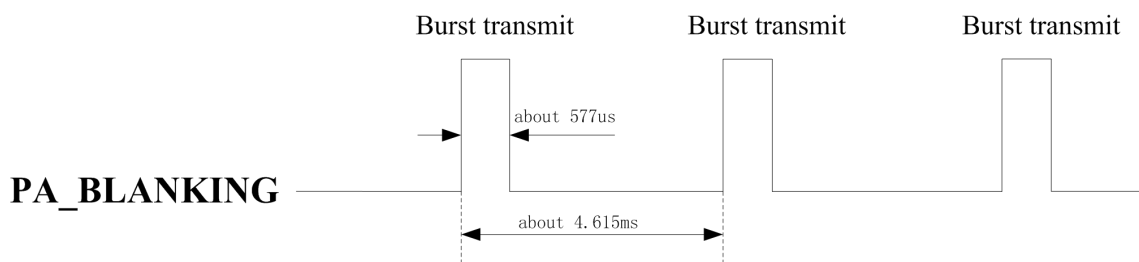 Burst transmit Burst transmit Burst transmit
about 577us
PA_BLANKING
about 4.615ms